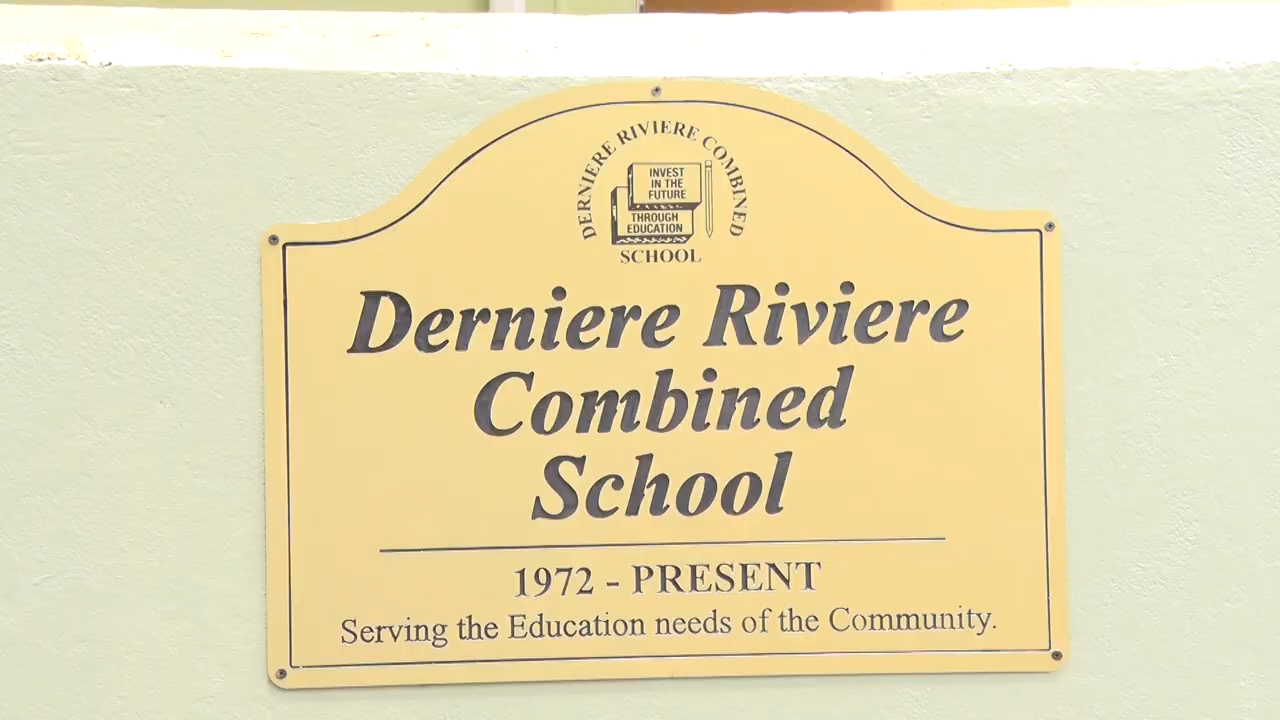 DERNIERE RIVIERE COMBINED
INVEST
IN THE
FUTURE
THROUGH
EDUCATION
SCHOOL
Derniere Riviere
Combined
School
1972 - PRESENT
Serving the Education needs of the Community.